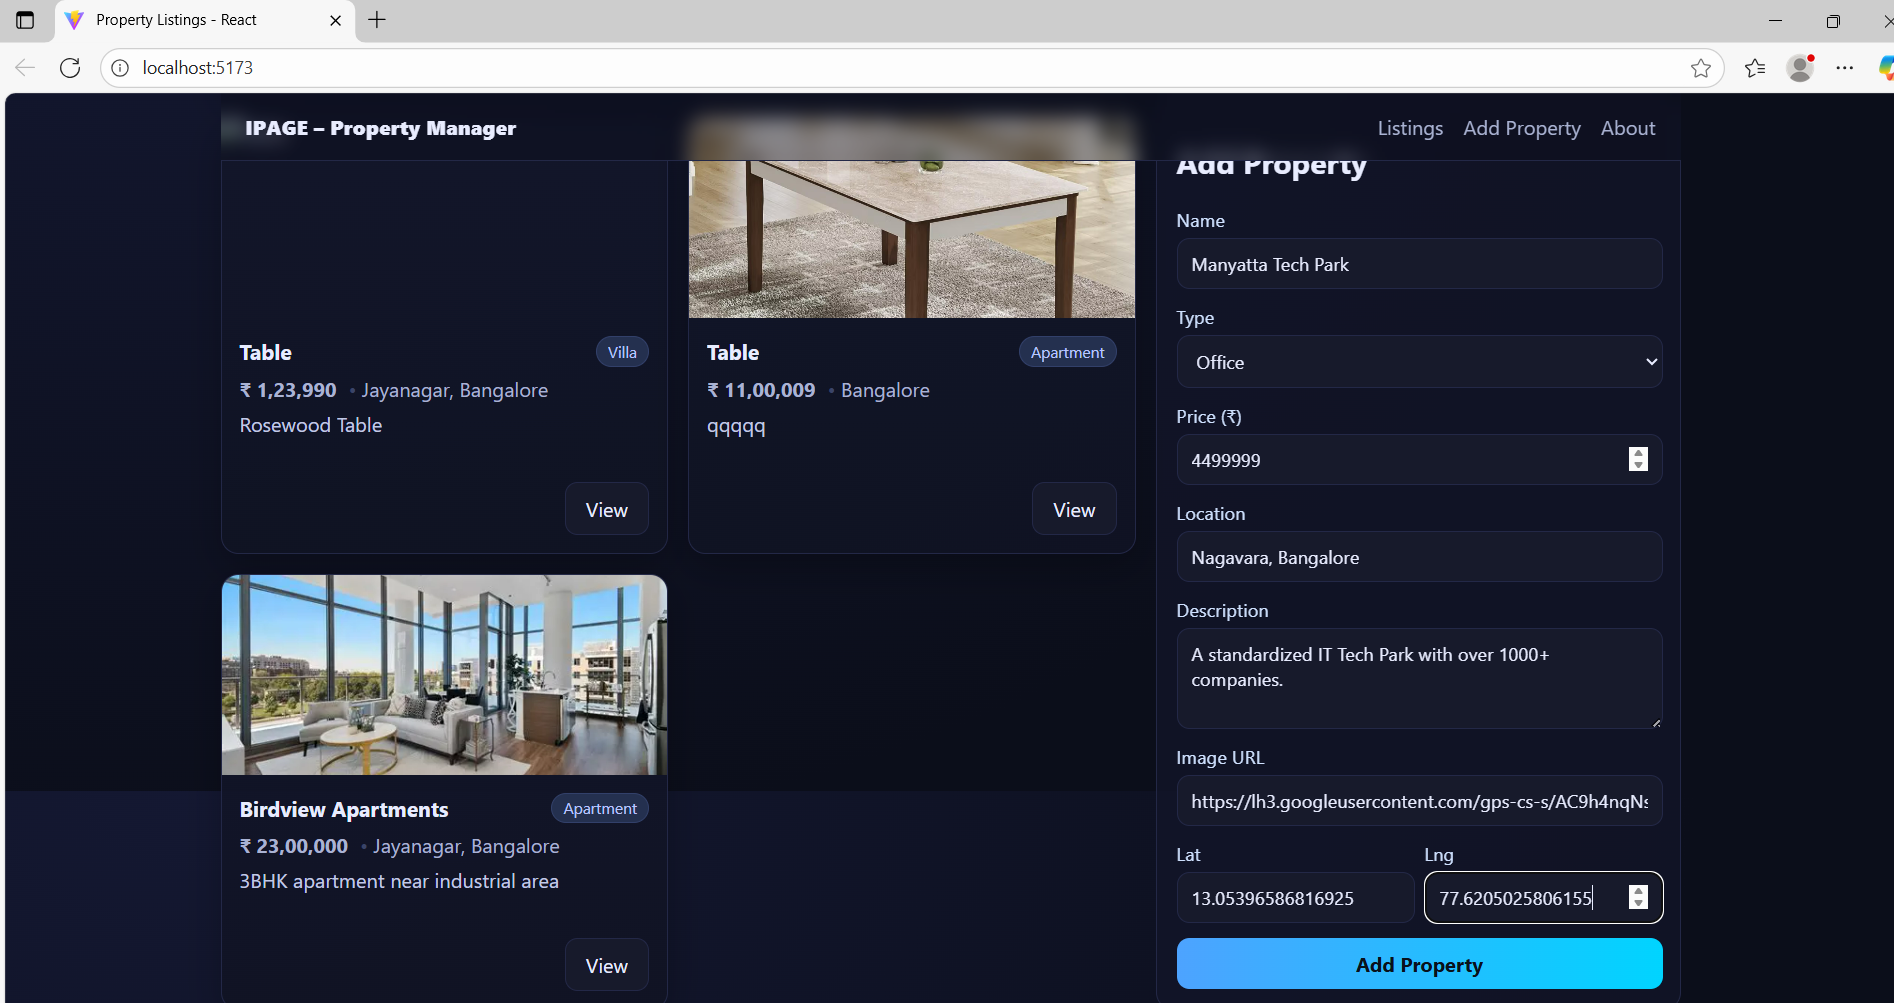 Property Listings - React
localhost:5173
IPAGE – Property Manager
Listings
Add Property
About
Table
Villa
₹ 1,23,990 • Jayanagar, Bangalore
Rosewood Table
View
Table
Apartment
₹ 11,00,009 • Bangalore
qqqqq
View
Birdview Apartments
Apartment
₹ 23,00,000 • Jayanagar, Bangalore
3BHK apartment near industrial area
View
Add Property
Name
Manyatta Tech Park
Type
Office
Price (₹)
4499999
Location
Nagavara, Bangalore
Description
A standardized IT Tech Park with over 1000+
companies.
Image URL
https://lh3.googleusercontent.com/gps-cs-s/AC9h4nqNs
Lat
Lng
13.05396586816925
77.6205025806155
Add Property